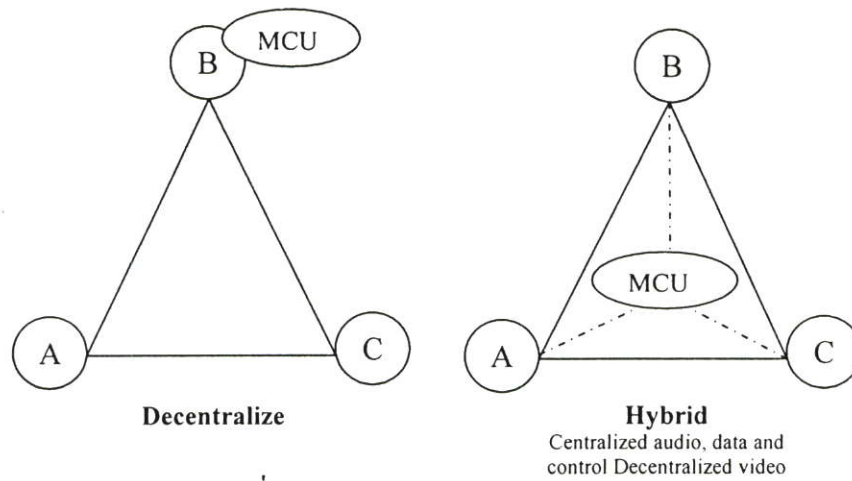 B
MCU
A
C
Decentralize
B
MCU
A
C
Hybrid
Centralized audio, data and
control Decentralized video